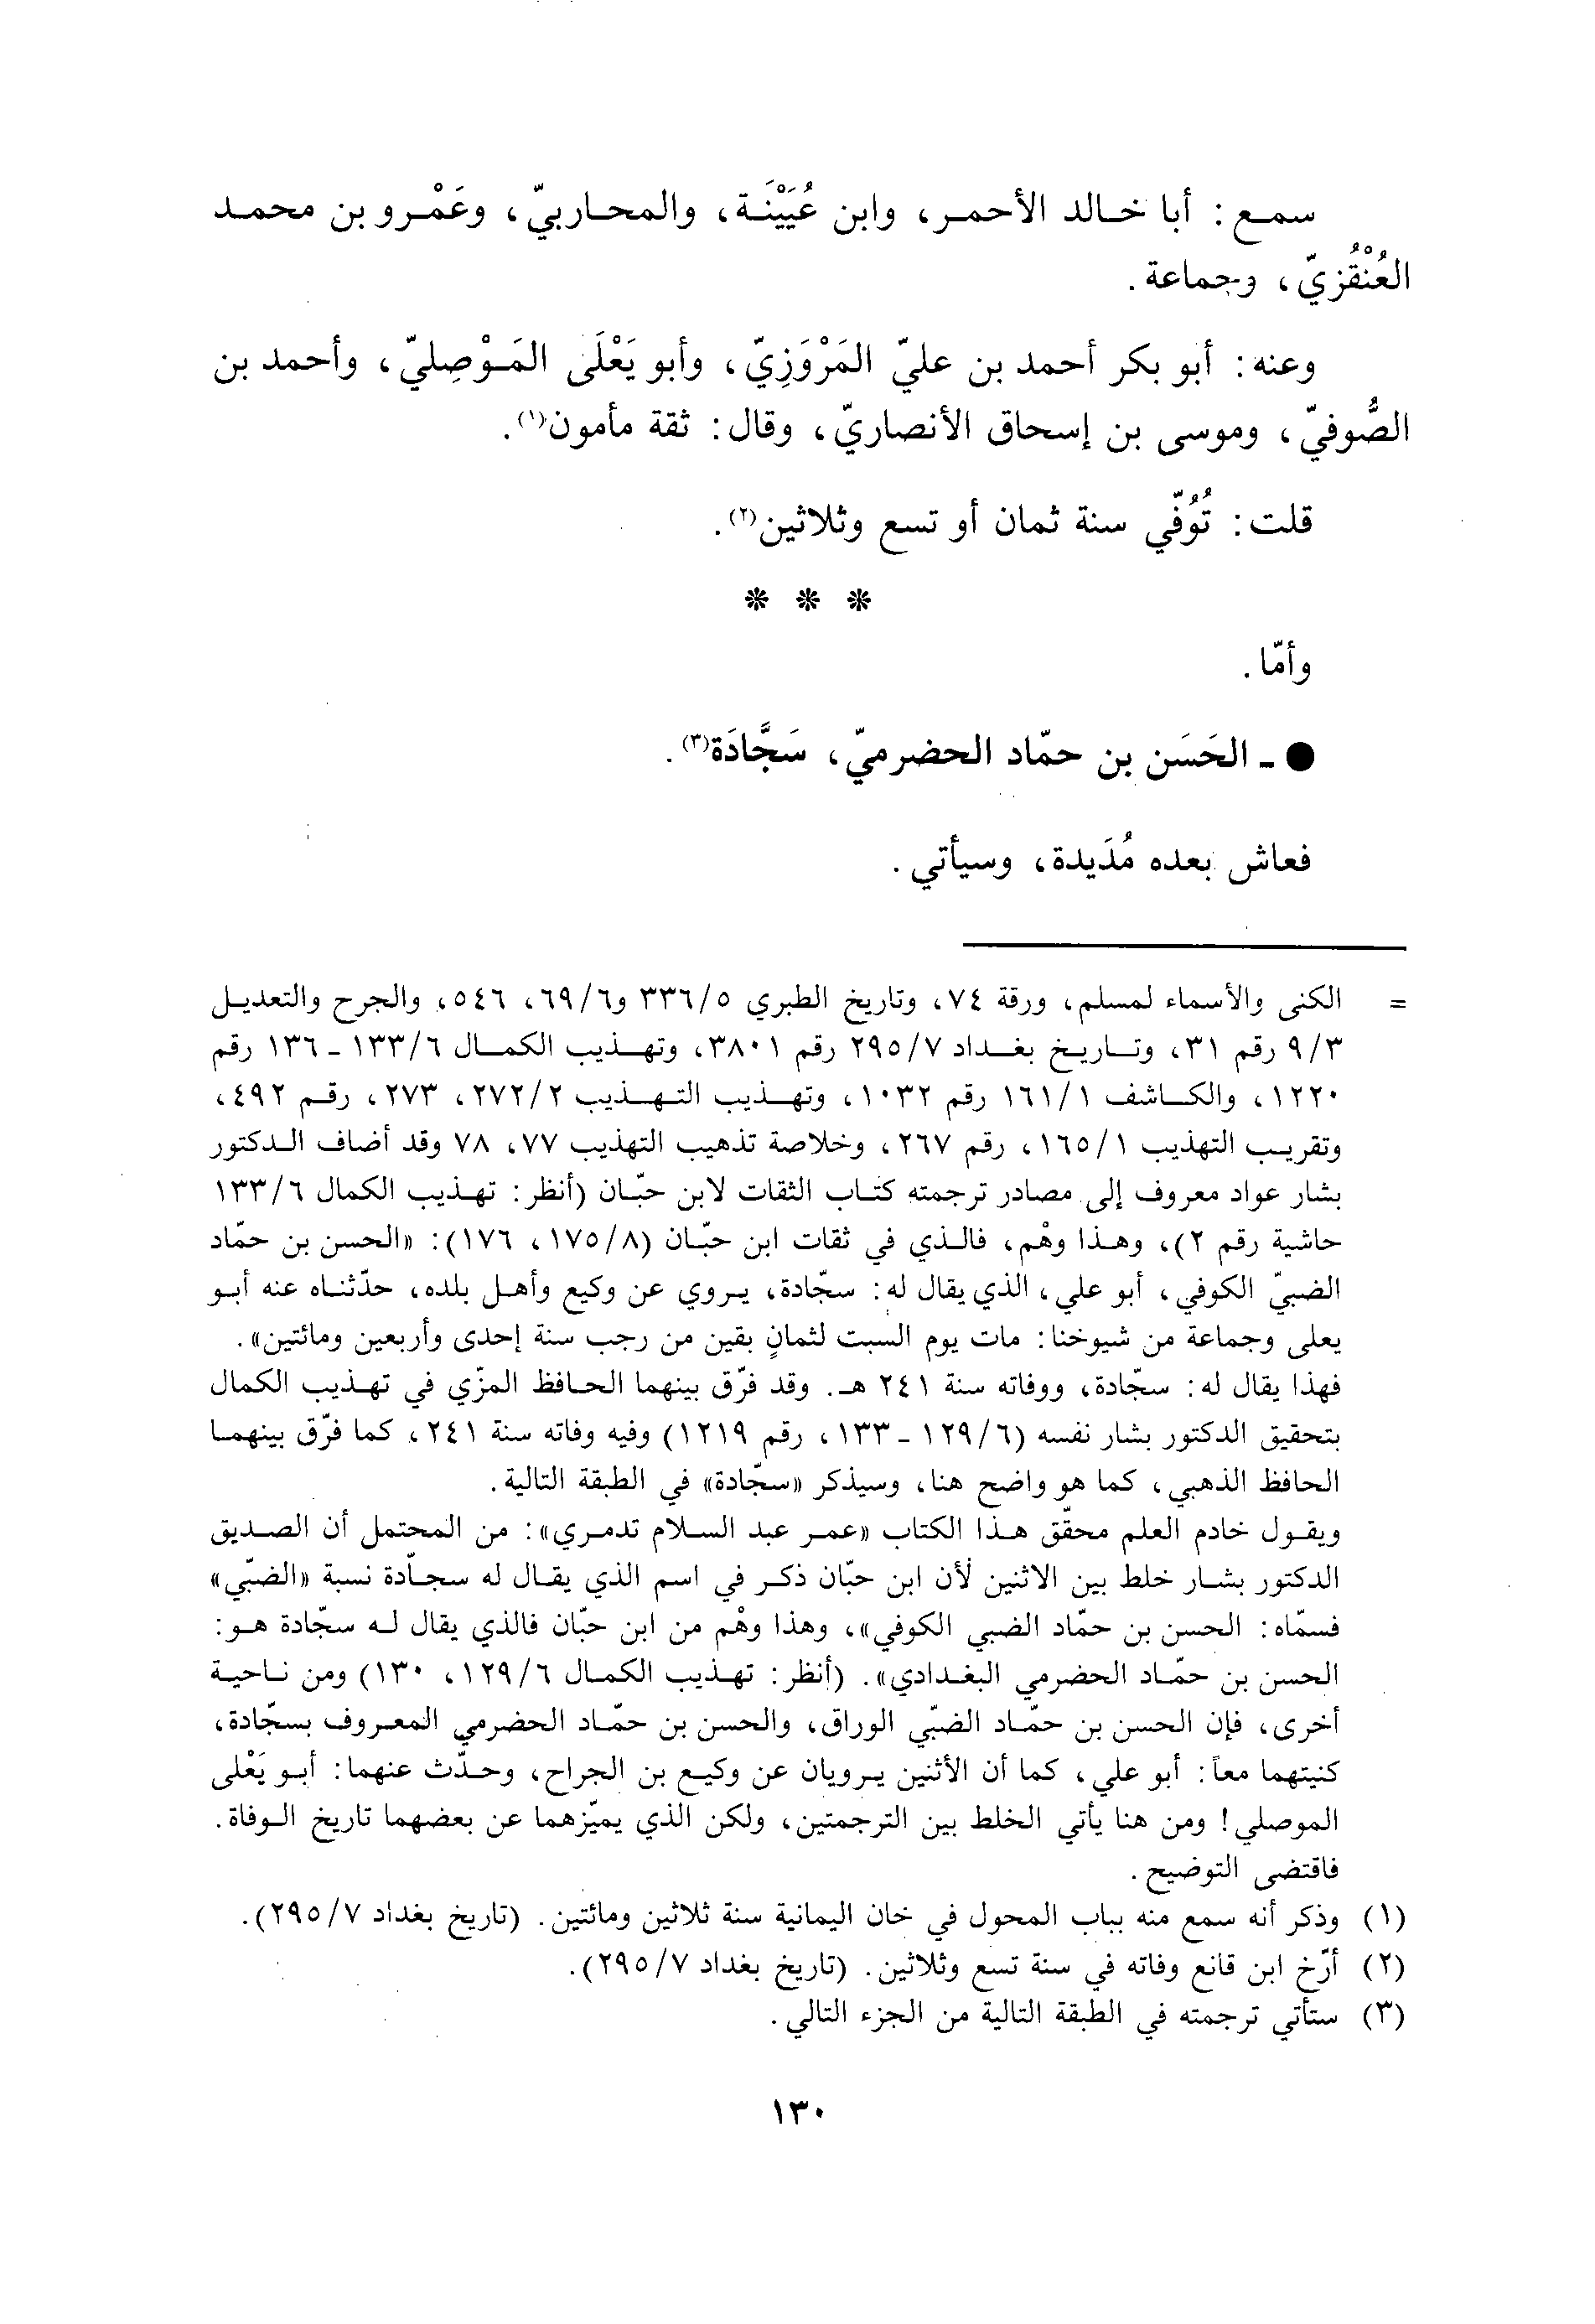 سمع: أبا خالد الأحمر، وابن عُيَيْنَة، والمحاربيّ، وعَمْرو بن محمد
العُنْقُزيّ، وجماعة.
وعنه: أبو بكر أحمد بن عليّ المَرْوَزِيّ، وأبو يَعْلَى المَوْصِليّ، وأحمد بن
الصُّوفيّ، وموسى بن إسحاق الأنصاريّ، وقال: ثقة مأمون(١).
قلت: تُوُفّي سنة ثمان أو تسع وثلاثين(٢).
* * *
وأمّا.
● ـ الحَسَن بن حمّاد الحضرميّ، سَجَّادَة(٣).
فعاش بعده مُدَيدة، وسيأتي.
= الكنى والأسماء لمسلم، ورقة ٧٤، وتاريخ الطبري ٣٣٦/٥ و٦٩/٦، ٥٤٦، والجرح والتعديل
٩/٣ رقم ٣١، وتاريخ بغداد ٢٩٥/٧ رقم ٣٨٠١، وتهذيب الكمال ١٣٣/٦ ـ ١٣٦ رقم
١٢٢٠، والكاشف ١٦١/١ رقم ١٠٣٢، وتهذيب التهذيب ٢٧٢/٢، ٢٧٣، رقم ٤٩٢،
وتقريب التهذيب ١٦٥/١، رقم ٢٦٧، وخلاصة تذهيب التهذيب ٧٧، ٧٨ وقد أضاف الدكتور
بشار عواد معروف إلى مصادر ترجمته كتاب الثقات لابن حبّان (أنظر: تهذيب الكمال ١٣٣/٦
حاشية رقم ٢)، وهذا وهْم، فالذي في ثقات ابن حبّان (١٧٥/٨، ١٧٦): «الحسن بن حمّاد
الضبيّ الكوفي، أبو علي، الذي يقال له: سجّادة، يروي عن وكيع وأهل بلده، حدّثناه عنه أبو
يعلى وجماعة من شيوخنا: مات يوم السبت لثمانٍ بقين من رجب سنة إحدى وأربعين ومائتين».
فهذا يقال له: سجّادة، ووفاته سنة ٢٤١ هـ. وقد فرّق بينهما الحافظ المزّي في تهذيب الكمال
بتحقيق الدكتور بشار نفسه (١٢٩/٦ ـ ١٣٣، رقم ١٢١٩) وفيه وفاته سنة ٢٤١، كما فرّق بينهما
الحافظ الذهبي، كما هو واضح هنا، وسيذكر «سجّادة» في الطبقة التالية.
ويقول خادم العلم محقّق هذا الكتاب «عمر عبد السلام تدمري»: من المحتمل أن الصديق
الدكتور بشار خلط بين الاثنين لأن ابن حبّان ذكر في اسم الذي يقال له سجّادة نسبة «الضبّي»
فسمّاه: الحسن بن حمّاد الضبي الكوفي»، وهذا وهْم من ابن حبّان فالذي يقال له سجّادة هو:
الحسن بن حمّاد الحضرمي البغدادي». (أنظر: تهذيب الكمال ١٢٩/٦، ١٣٠) ومن ناحية
أخرى، فإن الحسن بن حمّاد الضبّي الوراق، والحسن بن حمّاد الحضرمي المعروف بسجّادة،
كنيتهما معاً: أبو علي، كما أن الأثنين يرويان عن وكيع بن الجراح، وحدّث عنهما: أبو يَعْلى
الموصلي! ومن هنا يأتي الخلط بين الترجمتين، ولكن الذي يميّزهما عن بعضهما تاريخ الوفاة.
فاقتضى التوضيح.
(١) وذكر أنه سمع منه بباب المحول في خان اليمانية سنة ثلاثين ومائتين. (تاريخ بغداد ٢٩٥/٧).
(٢) أرّخ ابن قانع وفاته في سنة تسع وثلاثين. (تاريخ بغداد ٢٩٥/٧).
(٣) ستأتي ترجمته في الطبقة التالية من الجزء التالي.
١٣٠